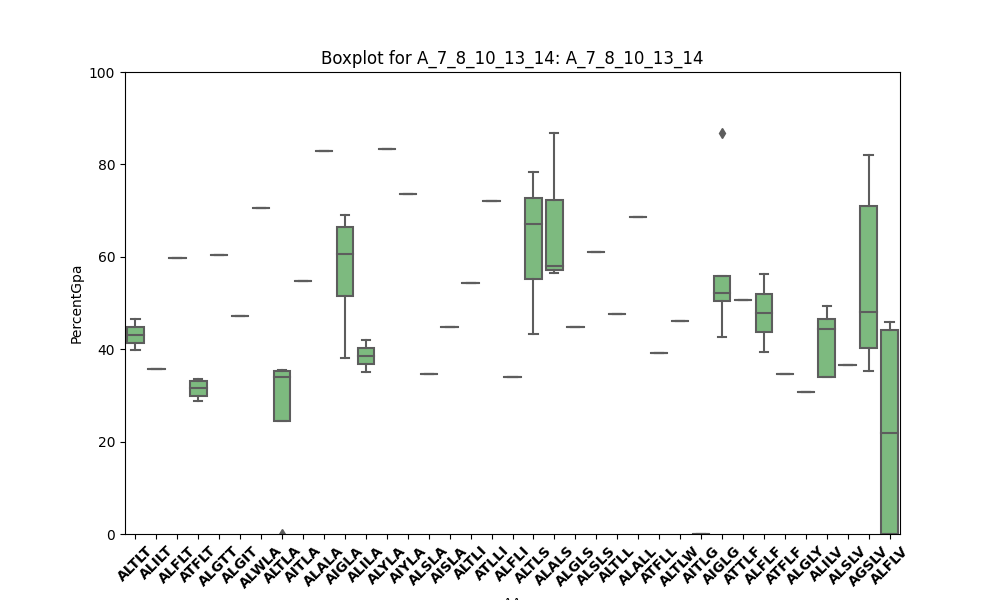 Boxplot for A_7_8_10_13_14: A_7_8_10_13_14
PercentGpa
100
80
60
40
20
0
ALTLT
ALILT
ALFLT
ATFLT
ALGTT
ALGIT
ALWLA
ALTLA
AITLA
ALALA
AIGLA
ALILA
ALYLA
AIYLA
ALSLA
AISLA
ALTLI
ATLLI
ALFLI
ALTLS
ALALS
ALGLS
ALSLS
ALTLL
ALALL
ATFLL
ALTLW
AITLG
AIGLG
ATTLF
ALFLF
ATFLF
ALGLY
ALILV
ALSLV
AGSLV
ALFLV